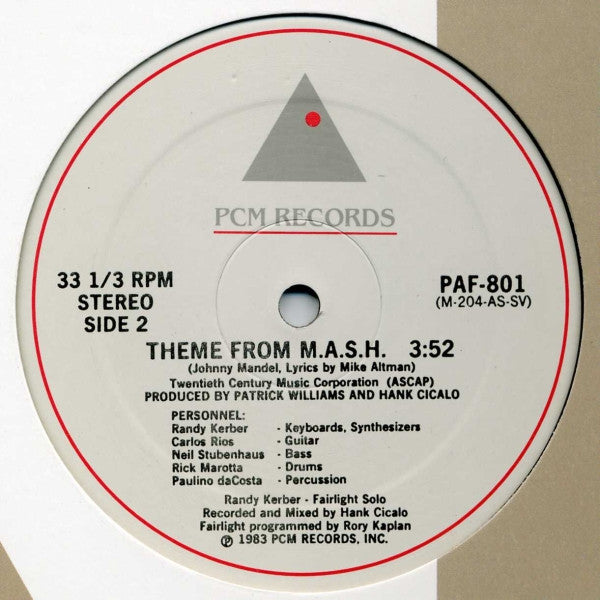 PCM RECORDS
33 1/3 RPM
STEREO
SIDE 2
PAF-801
(M-204-AS-SV)
THEME FROM M.A.S.H. 3:52
(Johnny Mandel, Lyrics by Mike Altman)
Twentieth Century Music Corporation (ASCAP)
PRODUCED BY PATRICK WILLIAMS AND HANK CICALO
PERSONNEL:
Randy Kerber - Keyboards, Synthesizers
Carlos Rios - Guitar
Neil Stubenhaus - Bass
Rick Marotta - Drums
Paulino daCosta - Percussion
Randy Kerber - Fairlight Solo
Recorded and Mixed by Hank Cicalo
Fairlight programmed by Rory Kaplan
℗ 1983 PCM RECORDS, INC.